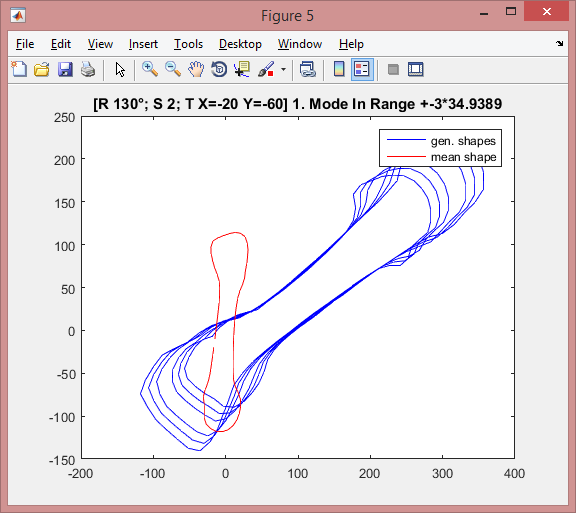 Figure 5
File Edit View Insert Tools Desktop Window Help
[R 130°; S 2; T X=-20 Y=-60] 1. Mode In Range +-3*34.9389
250
gen. shapes
mean shape
200
150
100
50
0
-50
-100
-150
-200 -100 0 100 200 300 400